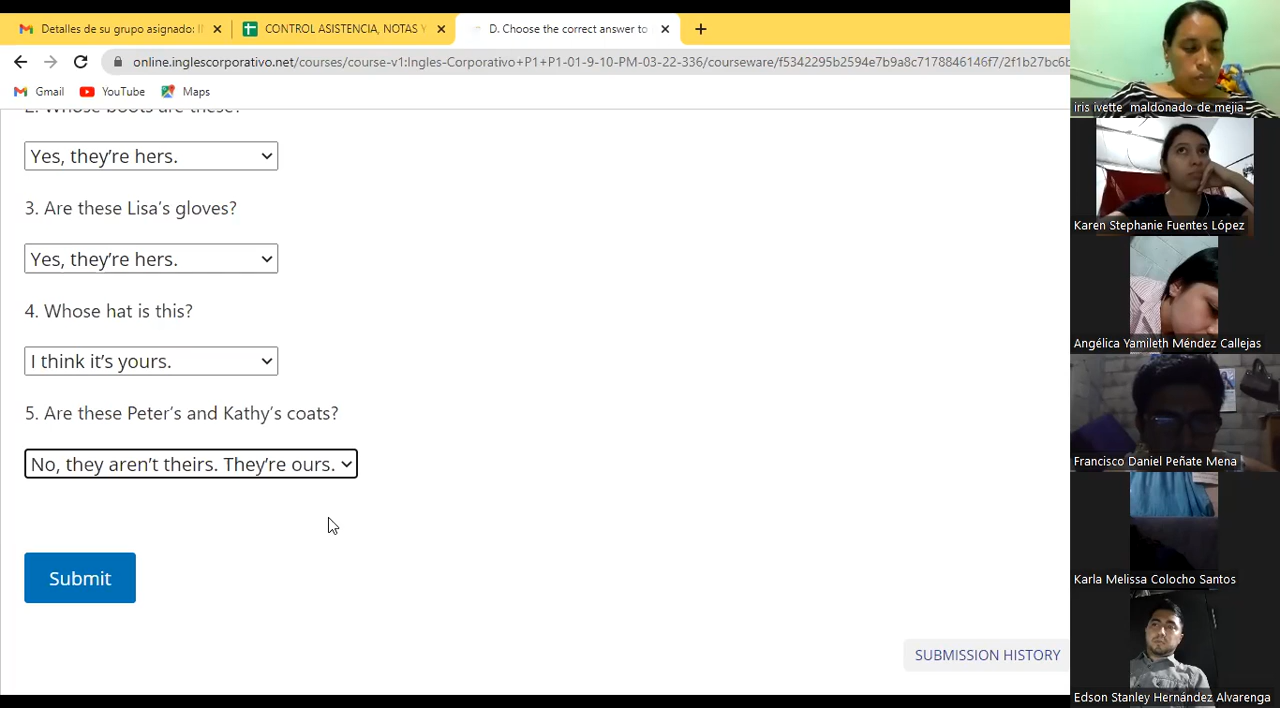 Detalles de su grupo asignado: I
CONTROL ASISTENCIA, NOTAS Y
D. Choose the correct answer to
online.inglescorporativo.net/courses/course-v1:Ingles-Corporativo+P1+P1-01-9-10-PM-03-22-336/courseware/f5342295b2594e7b9a8c7178846146f7/2f1b27bc6b
Gmail
YouTube
Maps
2. Whose boots are these?
Yes, they’re hers.
3. Are these Lisa’s gloves?
Yes, they’re hers.
4. Whose hat is this?
I think it’s yours.
5. Are these Peter’s and Kathy’s coats?
No, they aren’t theirs. They’re ours.
Submit
SUBMISSION HISTORY
iris ivette maldonado de mejia
Karen Stephanie Fuentes López
Angélica Yamileth Méndez Callejas
Francisco Daniel Peñate Mena
Karla Melissa Colocho Santos
Edson Stanley Hernández Alvarenga